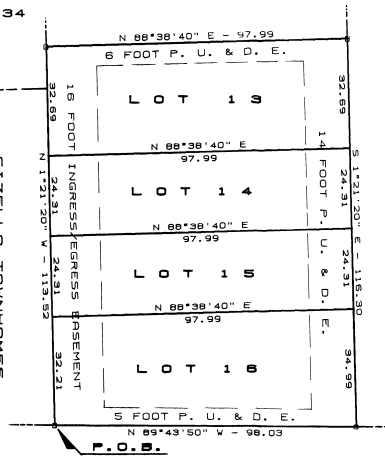 34
N 88°38'40" E - 97.99
6 FOOT P. U. & D. E.
32.69
32.69
LOT 13
16 FOOT INGRESS/EGRESS EASEMENT
14 FOOT P. U. & D. E.
N 88°38'40" E
97.99
N 1°21'20" W - 113.52
S 1°21'20" E - 116.30
24.31
24.31
LOT 14
N 88°38'40" E
97.99
24.31
24.31
LOT 15
N 88°38'40" E
97.99
32.21
34.99
LOT 16
5 FOOT P. U. & D. E.
N 89°43'50" W - 98.03
P.O.B.